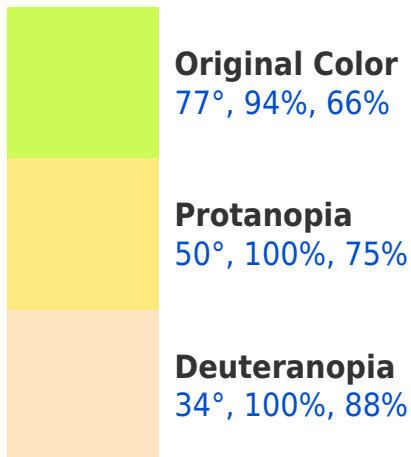 Original Color
77°, 94%, 66%
Protanopia
50°, 100%, 75%
Deuteranopia
34°, 100%, 88%